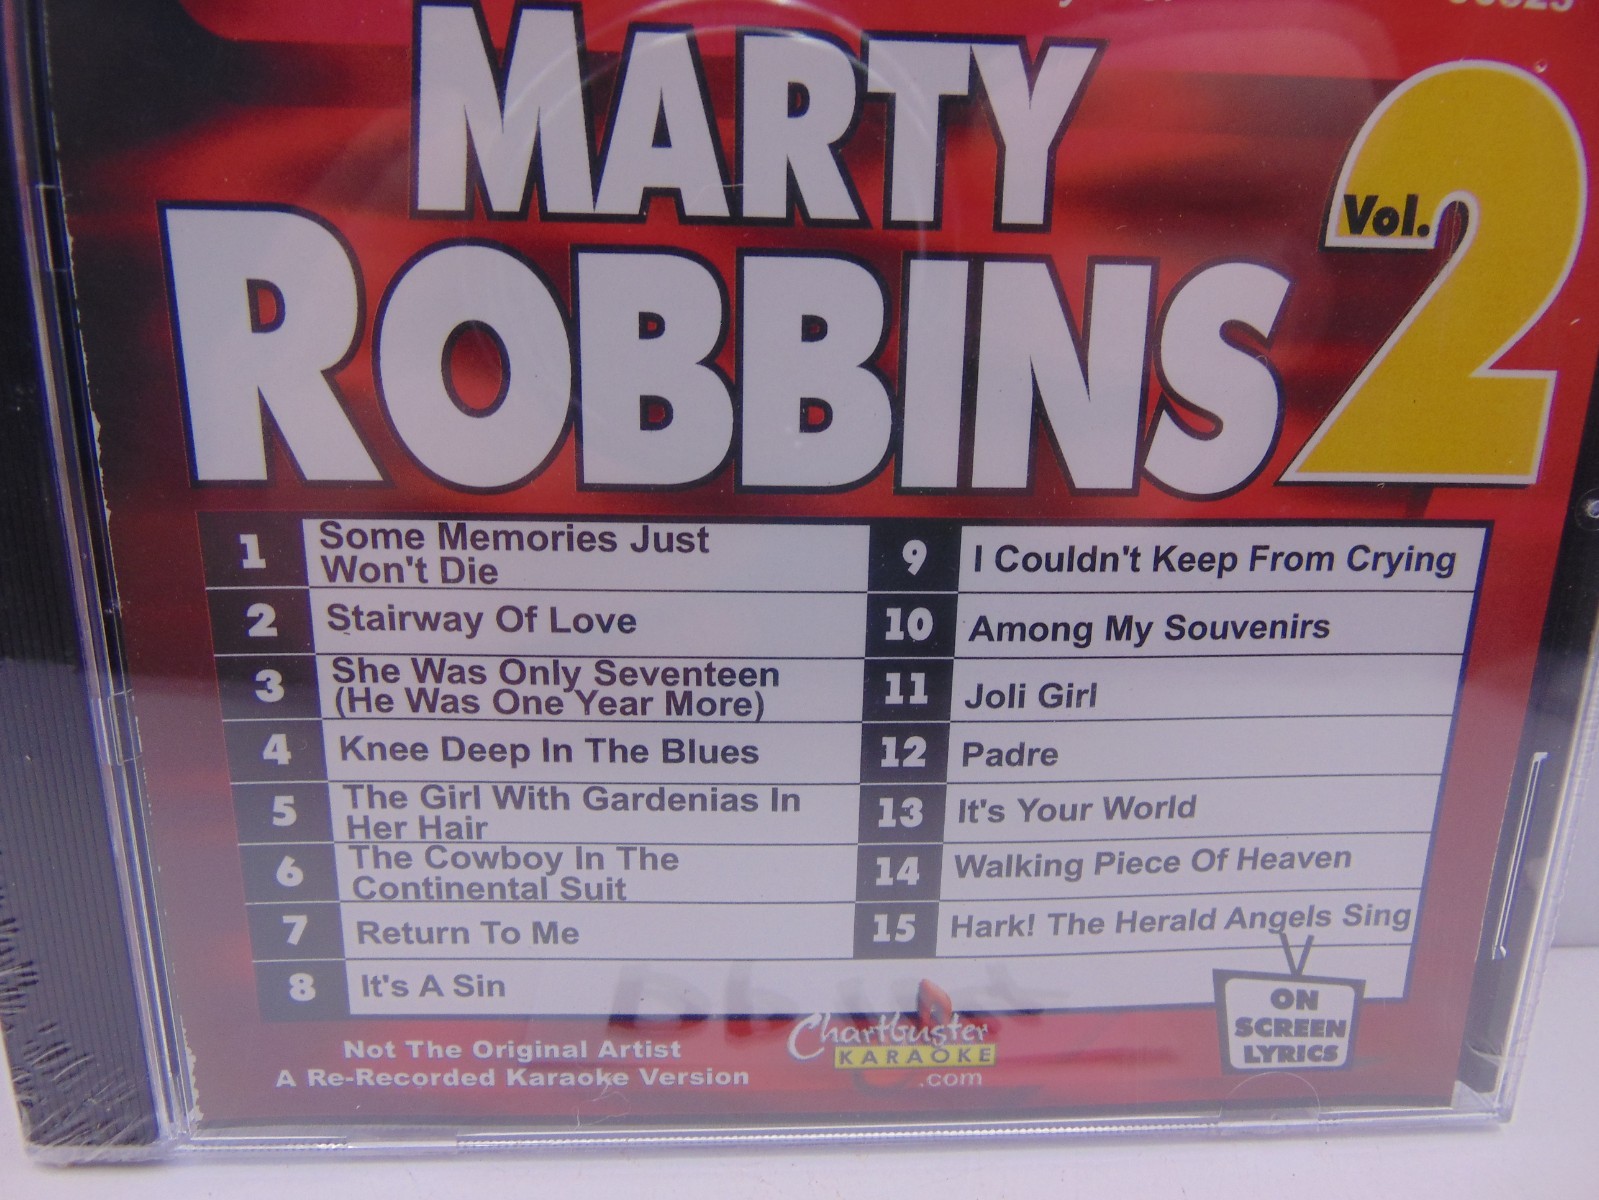 MARTY
ROBBINS
Vol. 2
1 Some Memories Just
Won't Die
2 Stairway Of Love
3 She Was Only Seventeen
(He Was One Year More)
4 Knee Deep In The Blues
5 The Girl With Gardenias In
Her Hair
6 The Cowboy In The
Continental Suit
7 Return To Me
8 It's A Sin
9 I Couldn't Keep From Crying
10 Among My Souvenirs
11 Joli Girl
12 Padre
13 It's Your World
14 Walking Piece Of Heaven
15 Hark! The Herald Angels Sing
Not The Original Artist
A Re-Recorded Karaoke Version
Chartbuster
KARAOKE
.com
ON
SCREEN
LYRICS